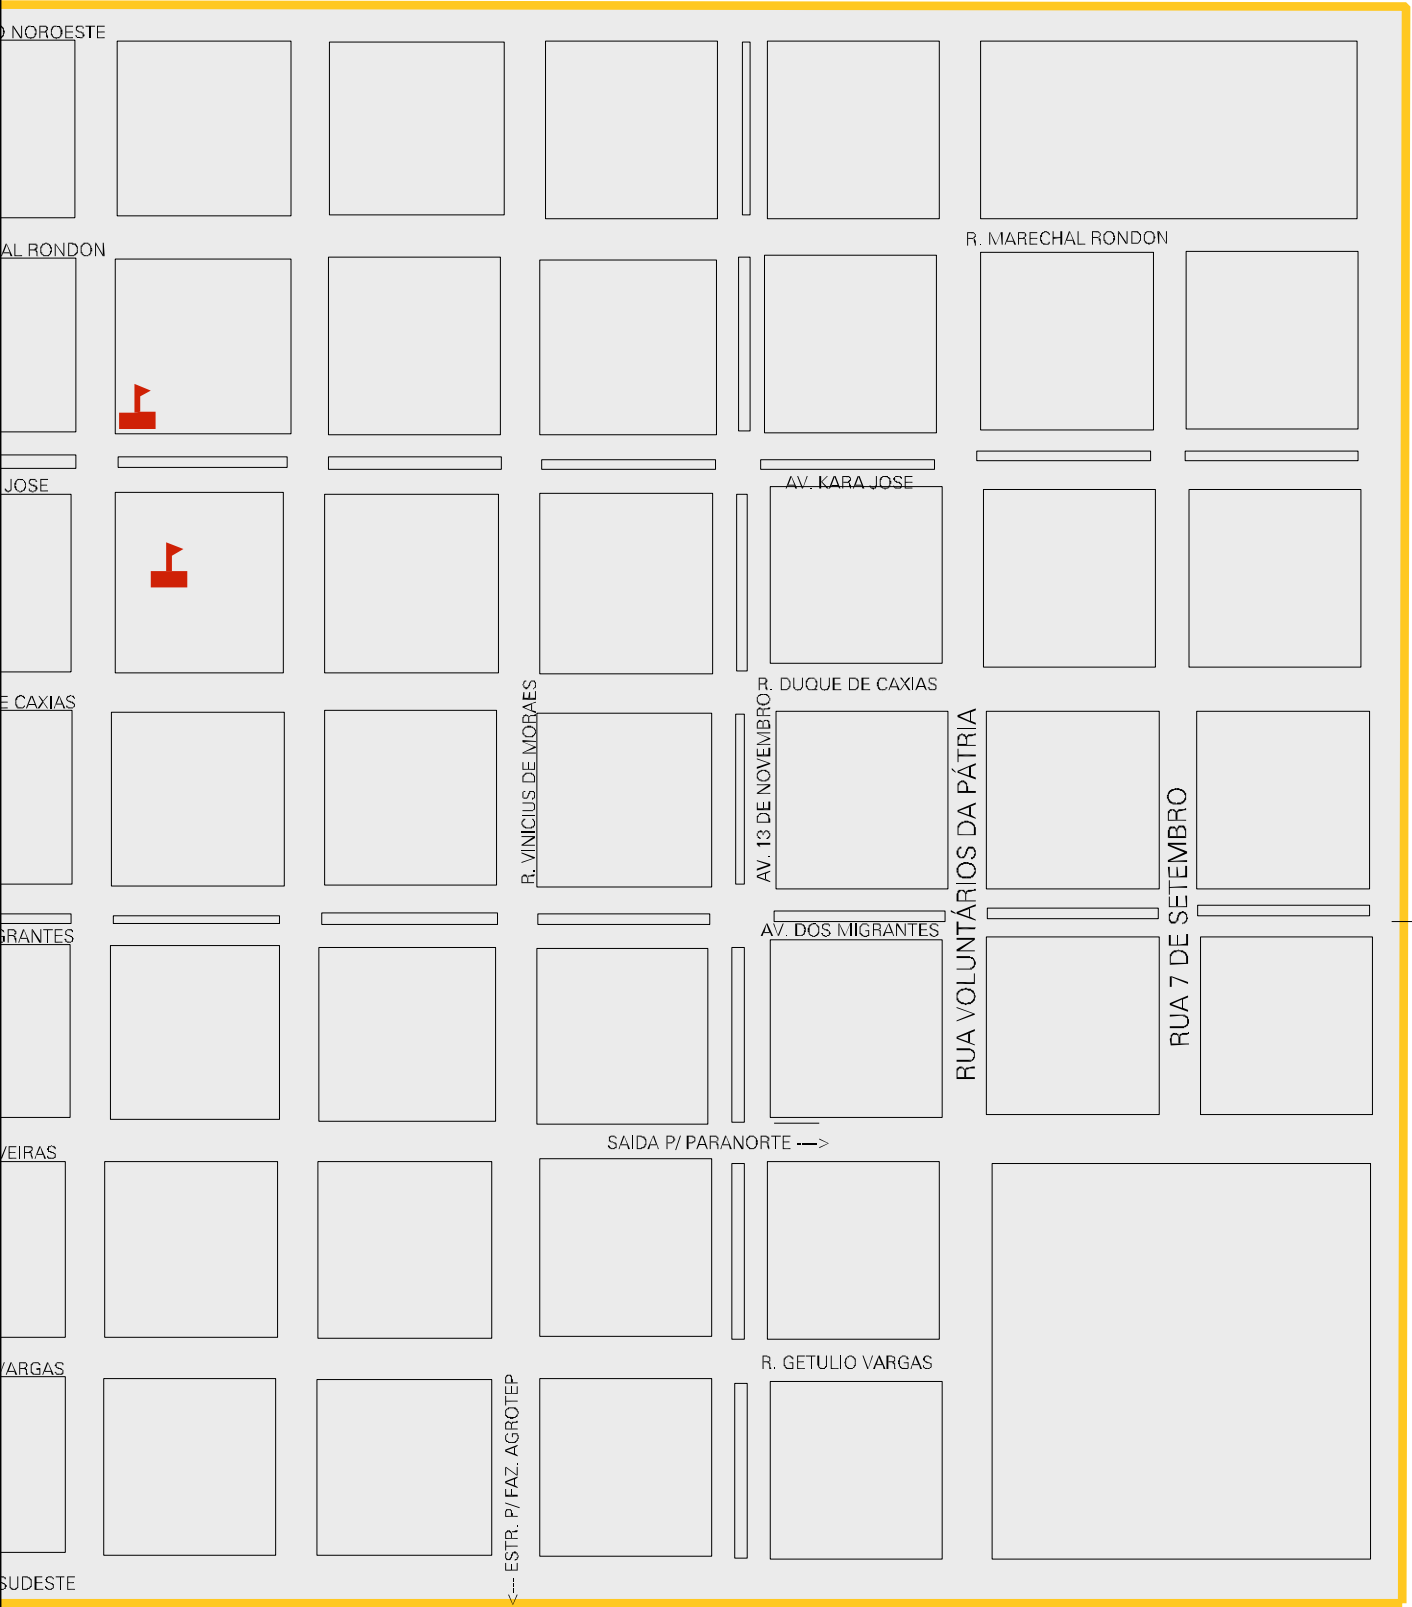 NOROESTE
R. MARECHAL RONDON
AL RONDON
AV. KARA JOSE
JOSE
R. DUQUE DE CAXIAS
E CAXIAS
R. VINICIUS DE MORAES
AV. 13 DE NOVEMBRO
RUA VOLUNTÁRIOS DA PÁTRIA
RUA 7 DE SETEMBRO
AV. DOS MIGRANTES
GRANTES
SAIDA P/ PARANORTE --->
VEIRAS
R. GETULIO VARGAS
VARGAS
<--- ESTR. P/ FAZ. AGROTEP
SUDESTE